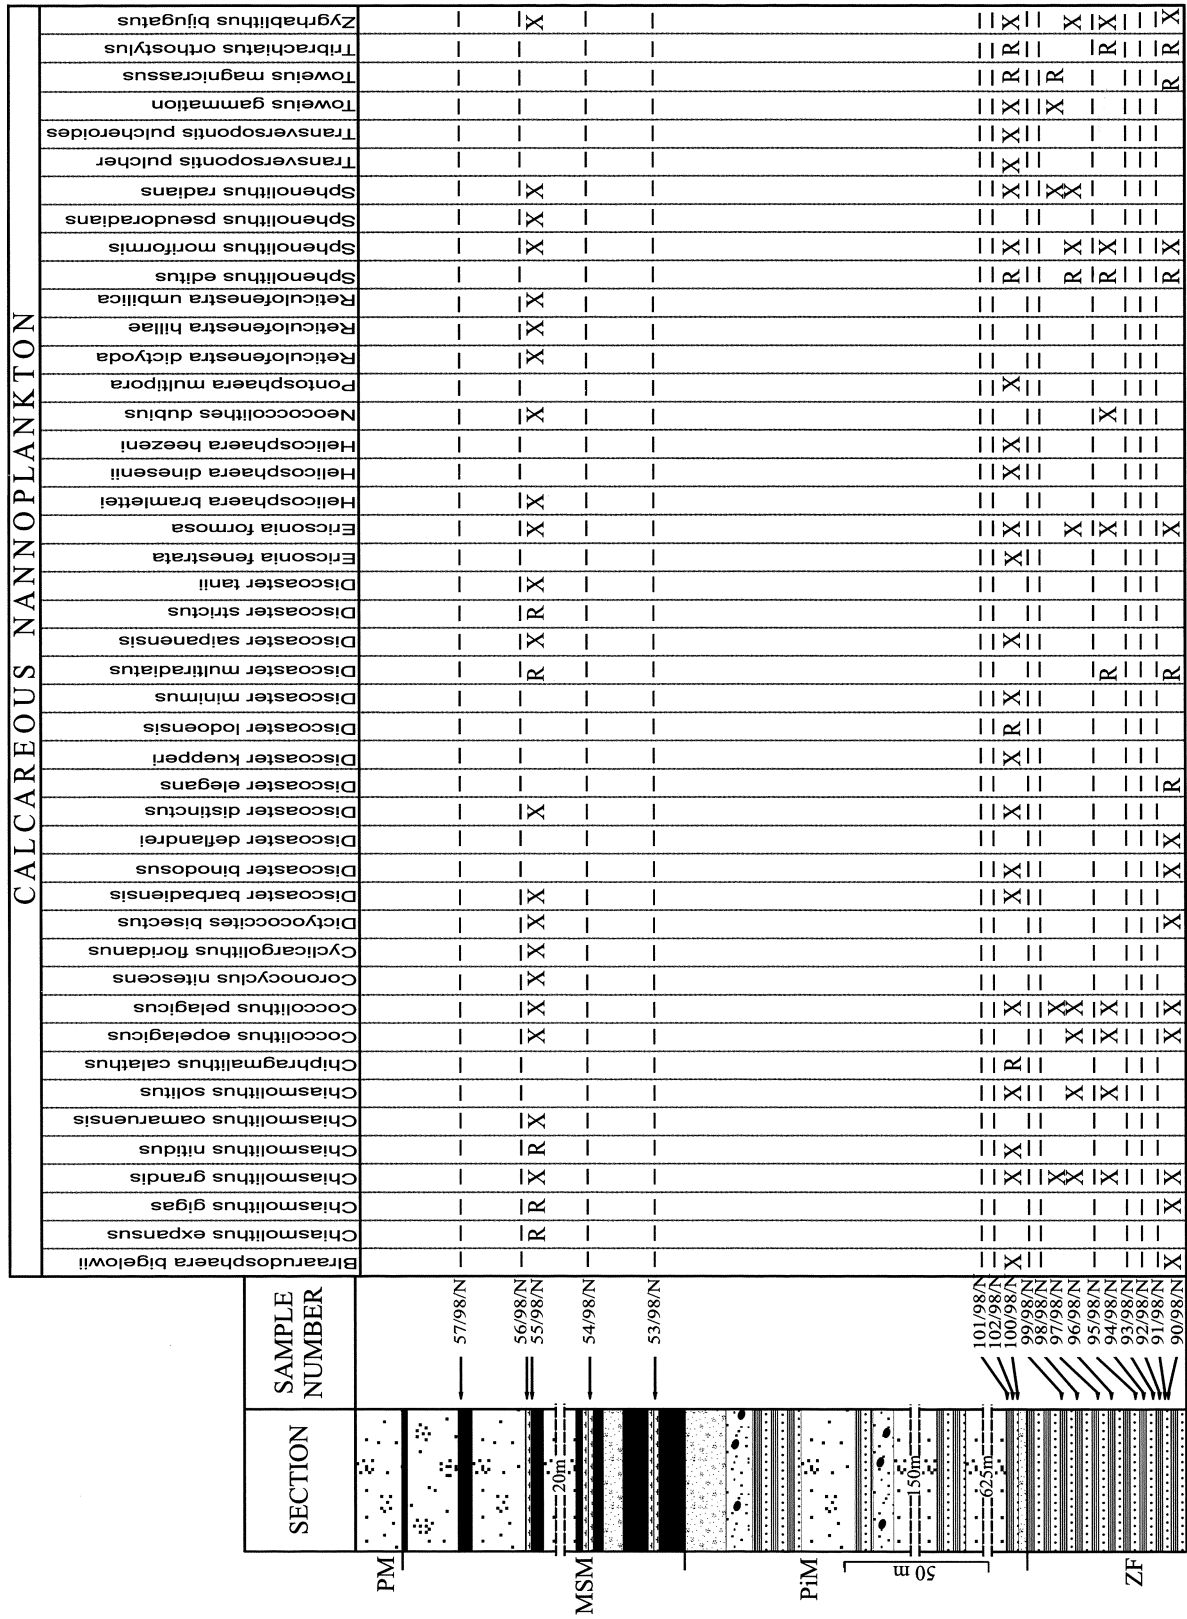 CALCAREOUS NANNOPLANKTON
Zygrhablithus bijugatus
Tribrachiatus orthostylus
Toweius magnicrassus
Toweius gammation
Transversopontis pulcheroides
Transversopontis pulcher
Sphenolithus radians
Sphenolithus pseudoradians
Sphenolithus moriformis
Sphenolithus editus
Reticulofenestra umbilica
Reticulofenestra hillae
Reticulofenestra dictyoda
Pontosphaera multipora
Neococcolithes dubius
Helicosphaera heezeni
Helicosphaera dinesenii
Helicosphaera bramlettei
Ericsonia formosa
Ericsonia fenestrata
Discoaster tanii
Discoaster strictus
Discoaster saipanensis
Discoaster multiradiatus
Discoaster minimus
Discoaster lodoensis
Discoaster kuepperi
Discoaster elegans
Discoaster distinctus
Discoaster deflandrei
Discoaster binodosus
Discoaster barbadiensis
Dictyococcites bisectus
Cyclicargolithus floridanus
Coronocyclus nitescens
Coccolithus pelagicus
Coccolithus eopelagicus
Chiphragmalithus calathus
Chiasmolithus solitus
Chiasmolithus oamaruensis
Chiasmolithus nitidus
Chiasmolithus grandis
Chiasmolithus gigas
Chiasmolithus expansus
Blraarudosphaera bigelowii
SAMPLE
NUMBER
57/98/N
56/98/N
55/98/N
X X X X X X X X X X X R X R X X X X X X X R X R R
54/98/N
53/98/N
101/98/N
102/98/N
100/98/N
X R R X X X X X R X X X X X X X R X X X X X R X X X X
99/98/N
98/98/N
97/98/N
R X X X X
96/98/N
X X X R X X X X X
95/98/N
94/98/N
X R X R X X R X X X X
93/98/N
92/98/N
91/98/N
90/98/N
X R R X R X R R X X X X X X X X
SECTION
20m
150m
625m
PM
MSM
PiM
50 m
ZF